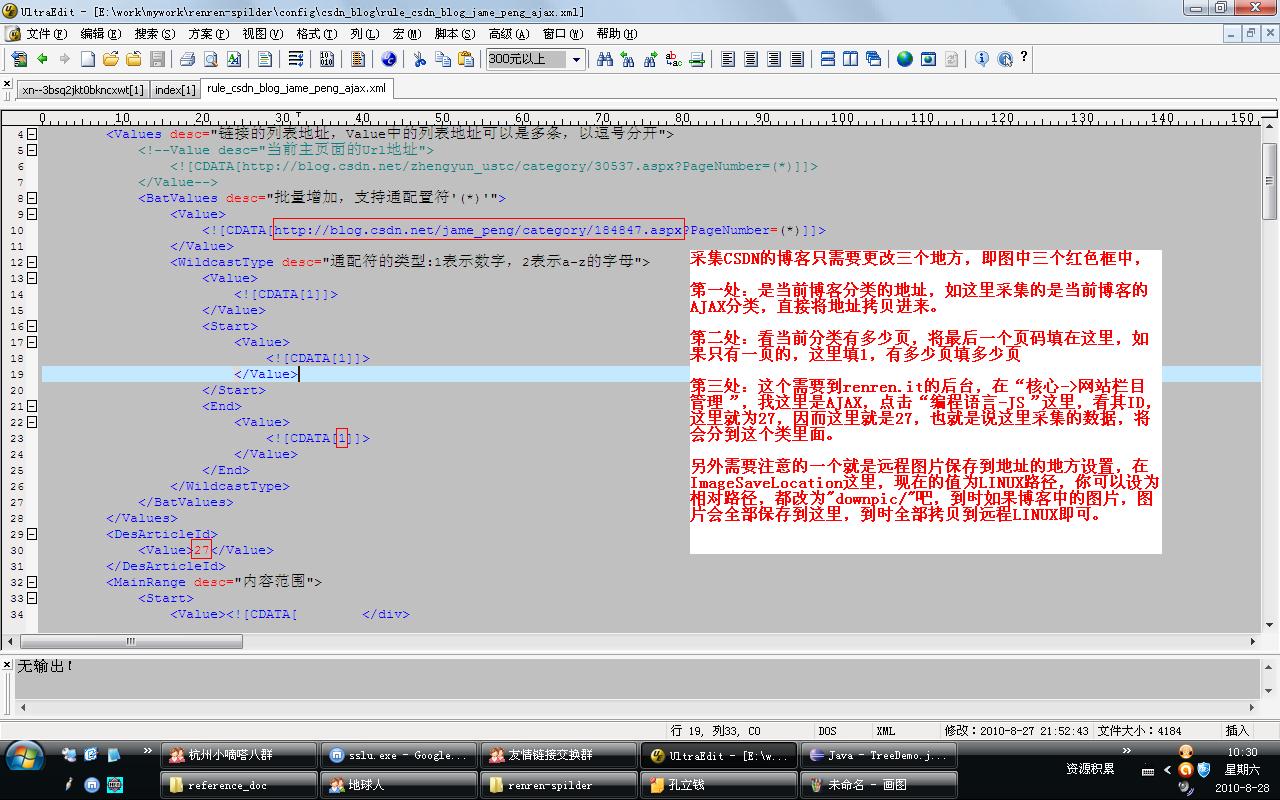 UltraEdit - [E:\work\mywork\renren-spilder\config\csdn_blog\rule_csdn_blog_jame_peng_ajax.xml]
文件(F) 编辑(E) 搜索(S) 方案(P) 视图(V) 格式(T) 列(L) 宏(M) 脚本(S) 高级(A) 窗口(W) 帮助(H)
300元以上
xn--3bsq2jkt0bkncxwt[1] index[1] rule_csdn_blog_jame_peng_ajax.xml
0 10 20 30 40 50 60 70 80 90 100 110 120 130 140 150
4 <Values desc="链接的列表地址，Value中的列表地址可以是多条，以逗号分开">
5 <!--Value desc="当前主页面的Url地址">
6 <![CDATA[http://blog.csdn.net/zhengyun_ustc/category/30537.aspx?PageNumber=(*)]]>
7 </Value-->
8 <BatValues desc="批量增加，支持通配置符'(*)'">
9 <Value>
10 <![CDATA[http://blog.csdn.net/jame_peng/category/184847.aspx?PageNumber=(*)]]>
11 </Value>
12 <WildcastType desc="通配符的类型:1表示数字，2表示a-z的字母">
13 <Value>
14 <![CDATA[1]]>
15 </Value>
16 <Start>
17 <Value>
18 <![CDATA[1]]>
19 </Value>
20 </Start>
21 <End>
22 <Value>
23 <![CDATA[1]]>
24 </Value>
25 </End>
26 </WildcastType>
27 </BatValues>
28 </Values>
29 <DesArticleId>
30 <Value>27</Value>
31 </DesArticleId>
32 <MainRange desc="内容范围">
33 <Start>
34 <Value><![CDATA[ </div>
采集CSDN的博客只需要更改三个地方，即图中三个红色框中，
第一处：是当前博客分类的地址，如这里采集的是当前博客的
AJAX分类，直接将地址拷贝进来。
第二处：看当前分类有多少页，将最后一个页码填在这里，如
果只有一页的，这里填1，有多少页填多少页
第三处：这个需要到renren.it的后台，在“核心->网站栏目
管理 ”，我这里是AJAX，点击“编程语言-JS ”这里，看其ID，
这里就为27，因而这里就是27，也就是说这里采集的数据，将
会分到这个类里面。
另外需要注意的一个就是远程图片保存到地址的地方设置，在
ImageSaveLocation这里，现在的值为LINUX路径，你可以设为
相对路径，都改为"downpic/"吧，到时如果博客中的图片，图
片会全部保存到这里，到时全部拷贝到远程LINUX即可。
无输出！
行 19, 列33, C0 DOS XML 修改：2010-8-27 21:52:43 文件大小：4184 插入
杭州小喃嗒八群 sslu.exe - Google... 友情链接交换群 UltraEdit - [E:\w... Java - TreeDemo.j...
reference_doc 地球人 renren-spilder 孔立钱 未命名 - 画图
资源积累
10:30
星期六
2010-8-28